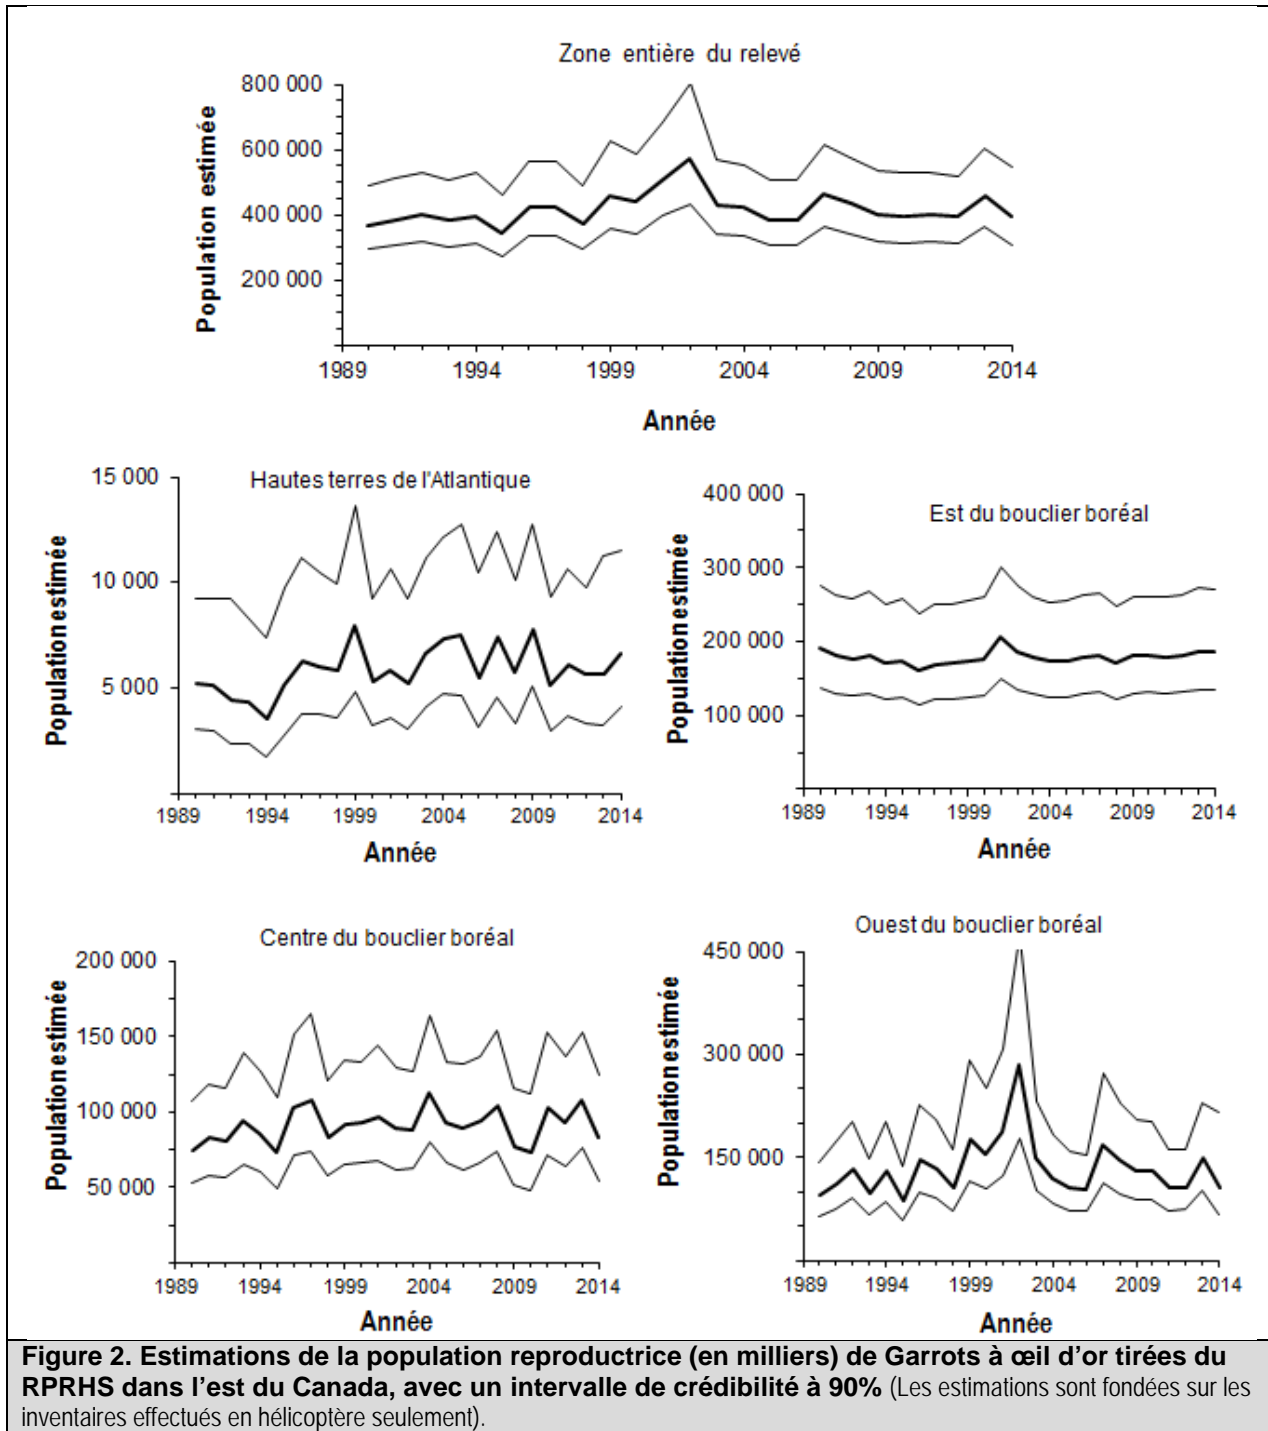 Zone entière du relevé
800 000
600 000
400 000
200 000
Population estimée
1989 1994 1999 2004 2009 2014
Année
Hautes terres de l'Atlantique
15 000
10 000
5 000
Population estimée
1989 1994 1999 2004 2009 2014
Année
Est du bouclier boréal
400 000
300 000
200 000
100 000
Population estimée
1989 1994 1999 2004 2009 2014
Année
Centre du bouclier boréal
200 000
150 000
100 000
50 000
Population estimée
1989 1994 1999 2004 2009 2014
Année
Ouest du bouclier boréal
450 000
300 000
150 000
Population estimée
1989 1994 1999 2004 2009 2014
Année
Figure 2. Estimations de la population reproductrice (en milliers) de Garrots à œil d’or tirées du
RPRHS dans l’est du Canada, avec un intervalle de crédibilité à 90% (Les estimations sont fondées sur les
inventaires effectués en hélicoptère seulement).